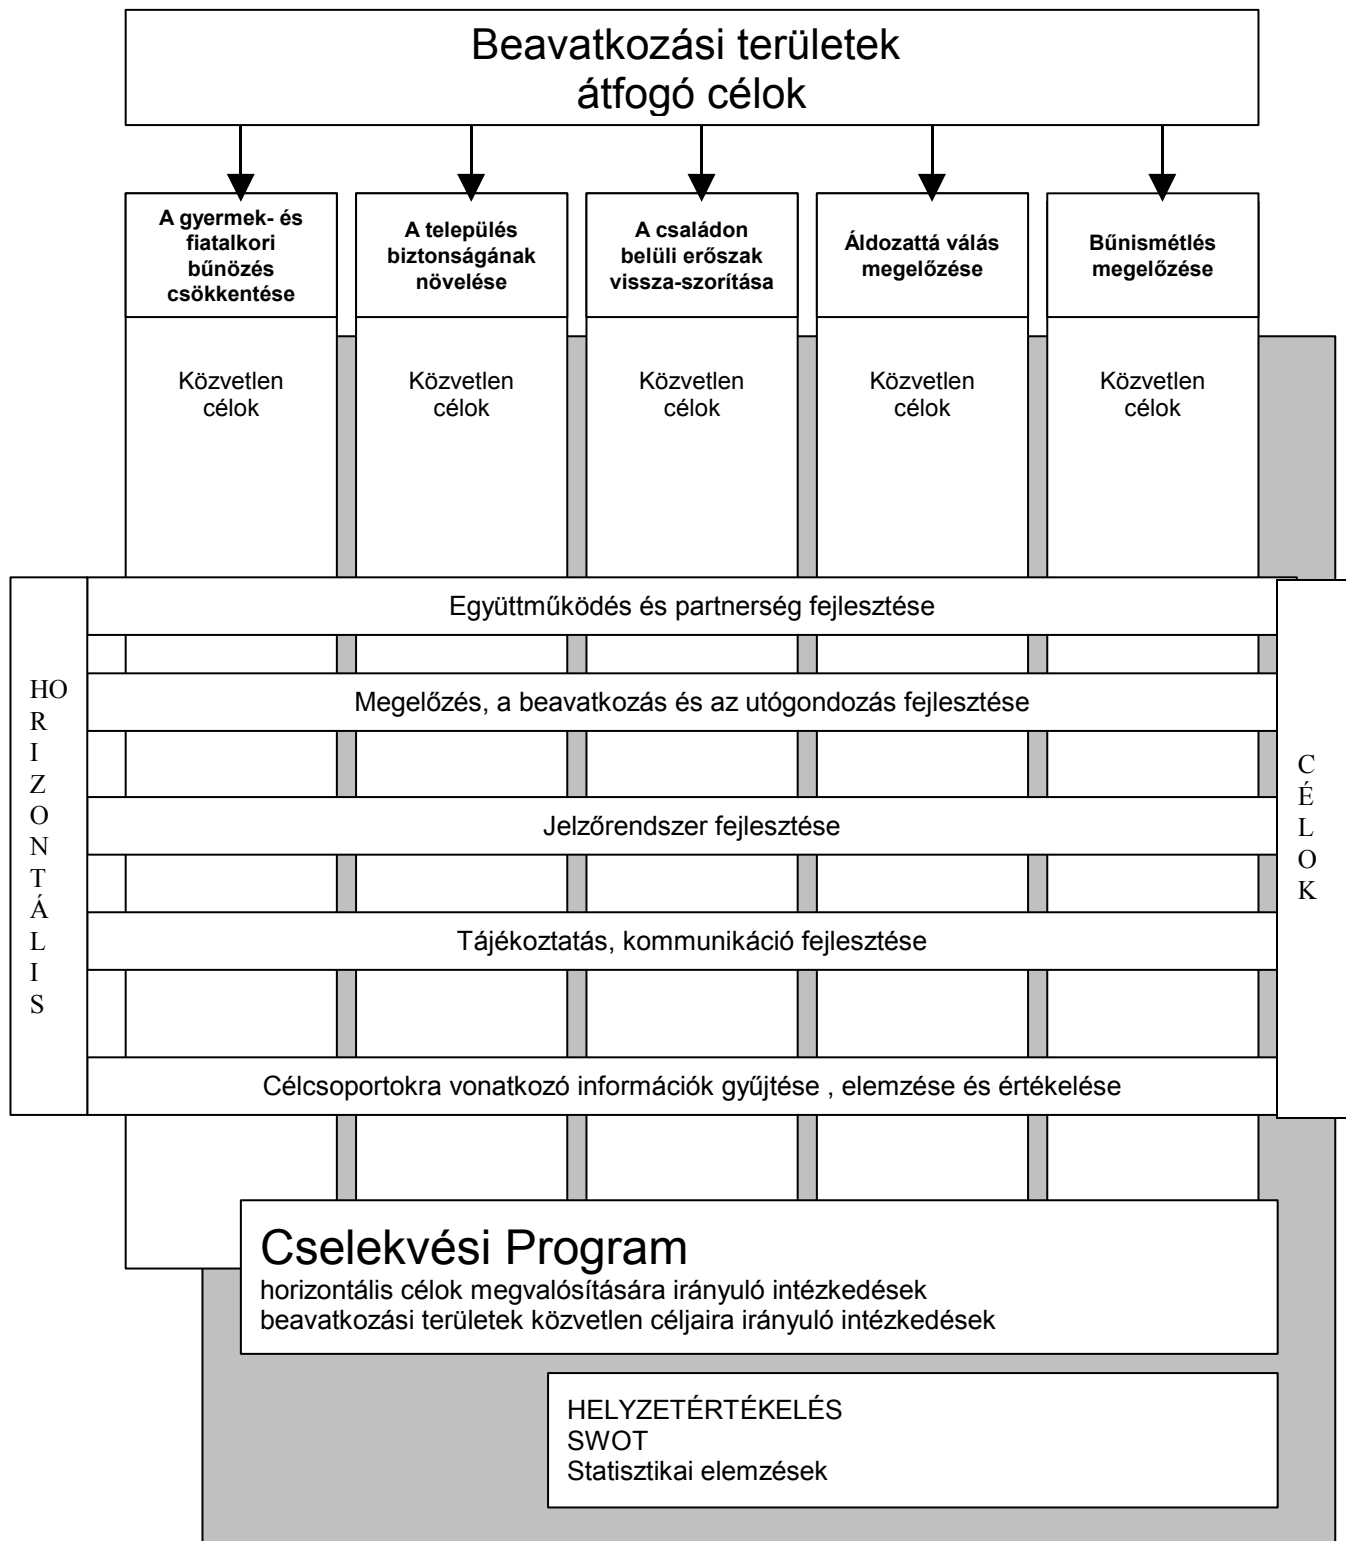 Beavatkozási területek
átfogó célok
A gyermek- és
fiatalkori
bűnözés
csökkentése
A település
biztonságának
növelése
A családon
belüli erőszak
vissza-szorítása
Áldozattá válás
megelőzése
Bűnismétlés
megelőzése
Közvetlen
célok
Közvetlen
célok
Közvetlen
célok
Közvetlen
célok
Közvetlen
célok
HO
R
I
Z
O
N
T
Á
L
I
S
Együttműködés és partnerség fejlesztése
Megelőzés, a beavatkozás és az utógondozás fejlesztése
Jelzőrendszer fejlesztése
Tájékoztatás, kommunikáció fejlesztése
Célcsoportokra vonatkozó információk gyűjtése , elemzése és értékelése
C
É
L
O
K
Cselekvési Program
horizontális célok megvalósítására irányuló intézkedések
beavatkozási területek közvetlen céljaira irányuló intézkedések
HELYZETÉRTÉKELÉS
SWOT
Statisztikai elemzések